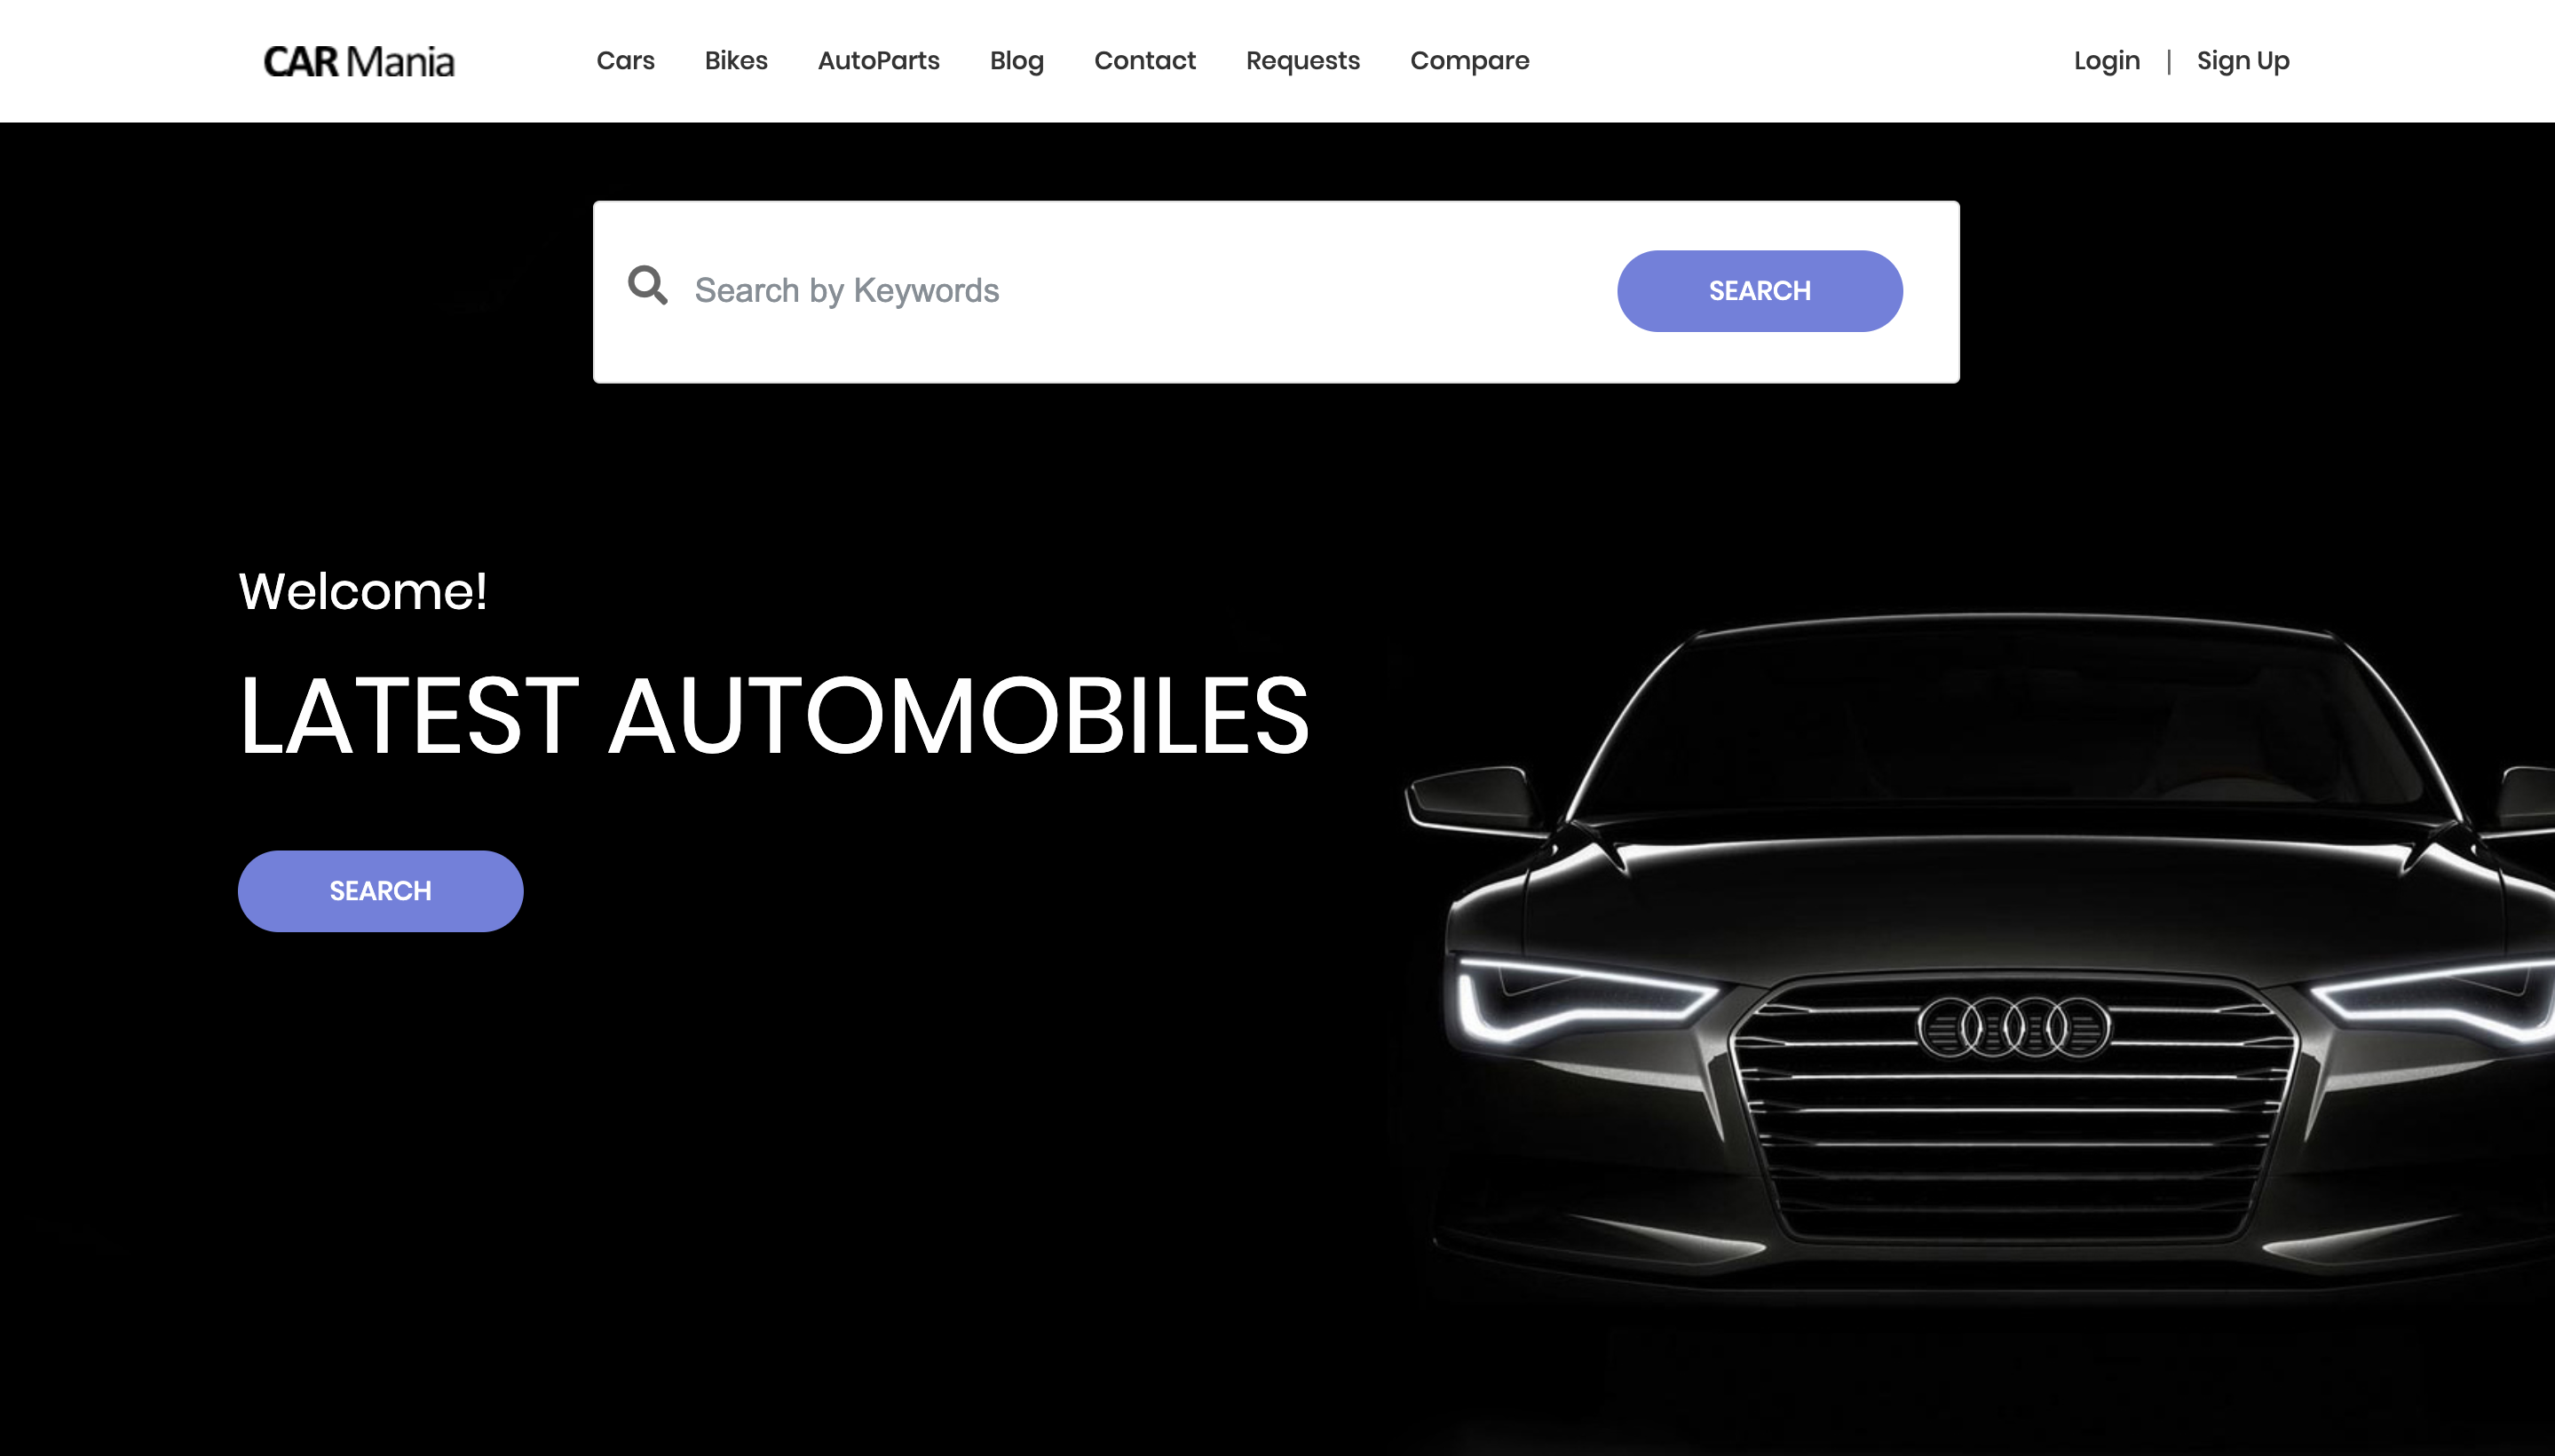 CAR Mania
Cars Bikes AutoParts Blog Contact Requests Compare
Login | Sign Up
Search by Keywords
SEARCH
Welcome!
LATEST AUTOMOBILES
SEARCH